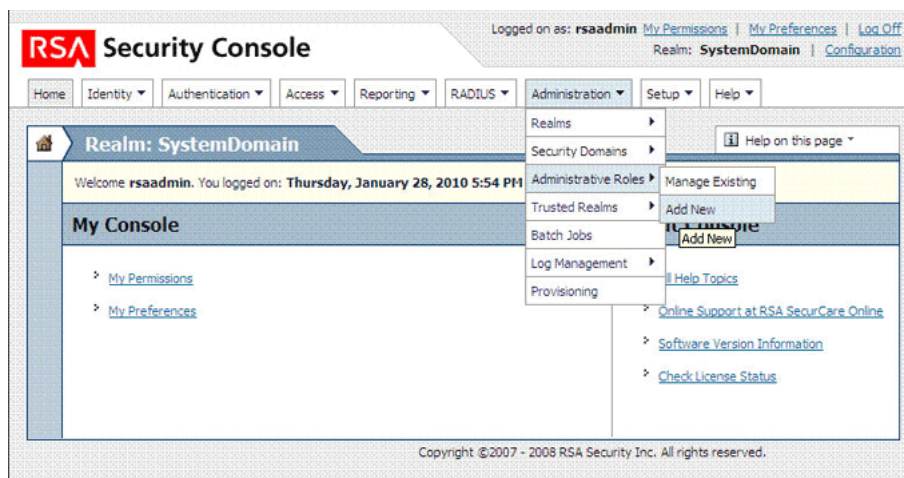 Logged on as: rsaadmin My Permissions | My Preferences | Log Off
RSA Security Console
Realm: SystemDomain | Configuration
Home Identity Authentication Access Reporting RADIUS Administration Setup Help
Realms
Realm: SystemDomain
Help on this page
Security Domains
Welcome rsaadmin. You logged on: Thursday, January 28, 2010 5:54 PM
Administrative Roles
Manage Existing
Trusted Realms
Add New
My Console
Batch Jobs
Add New
Log Management
My Permissions
Help Topics
Provisioning
My Preferences
Online Support at RSA SecurCare Online
Software Version Information
Check License Status
Copyright ©2007 - 2008 RSA Security Inc. All rights reserved.